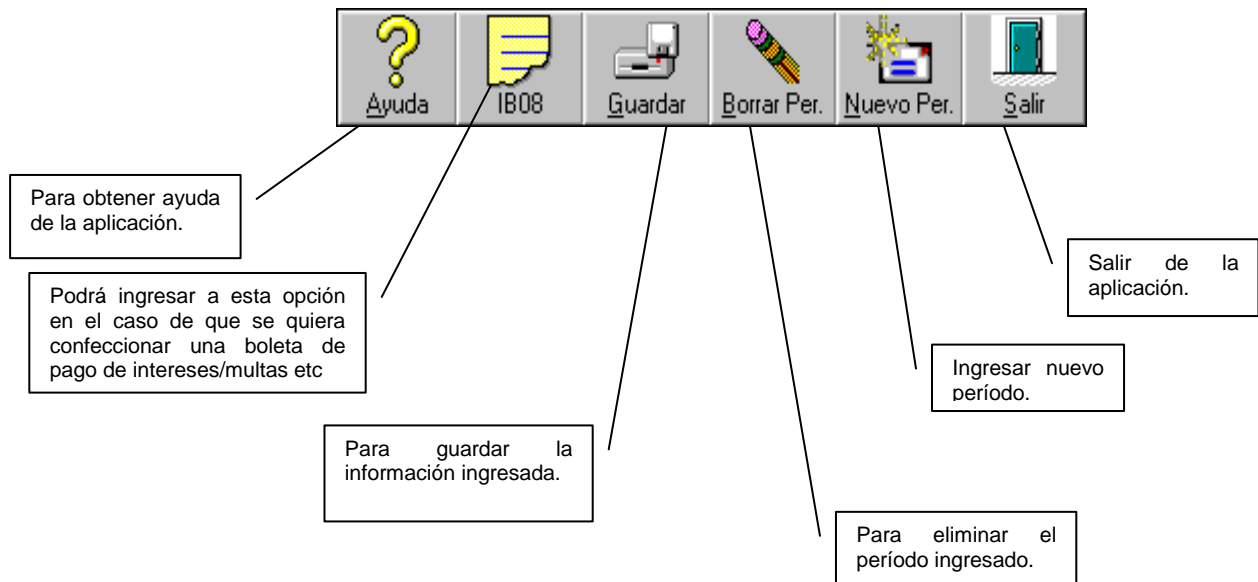 Ayuda IB08 Guardar Borrar Per. Nuevo Per. Salir
Para obtener ayuda
de la aplicación.
Podrá ingresar a esta opción
en el caso de que se quiera
confeccionar una boleta de
pago de intereses/multas etc
Para guardar la
información ingresada.
Para eliminar el
período ingresado.
Ingresar nuevo
período.
Salir de la
aplicación.